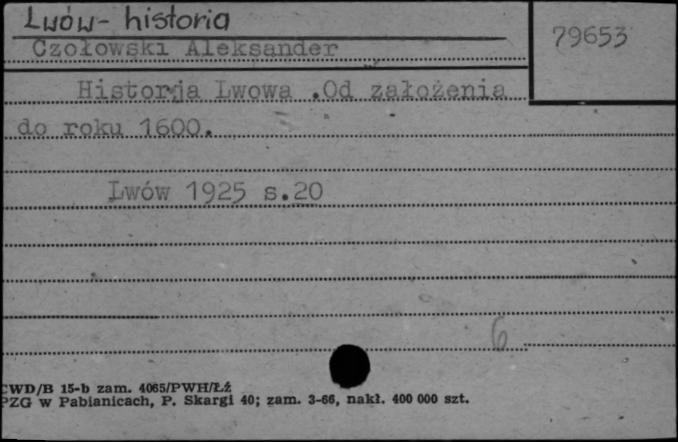 Lwów - historia
79653
Czołowski Aleksander
Historja Lwowa .Od założenia
do roku 1600.
Lwów 1925 s.20
6
CWD/B 15-b zam. 4065/PWH/Łź
PZG w Pabianicach, P. Skargi 40; zam. 3-66, nakł. 400 000 szt.